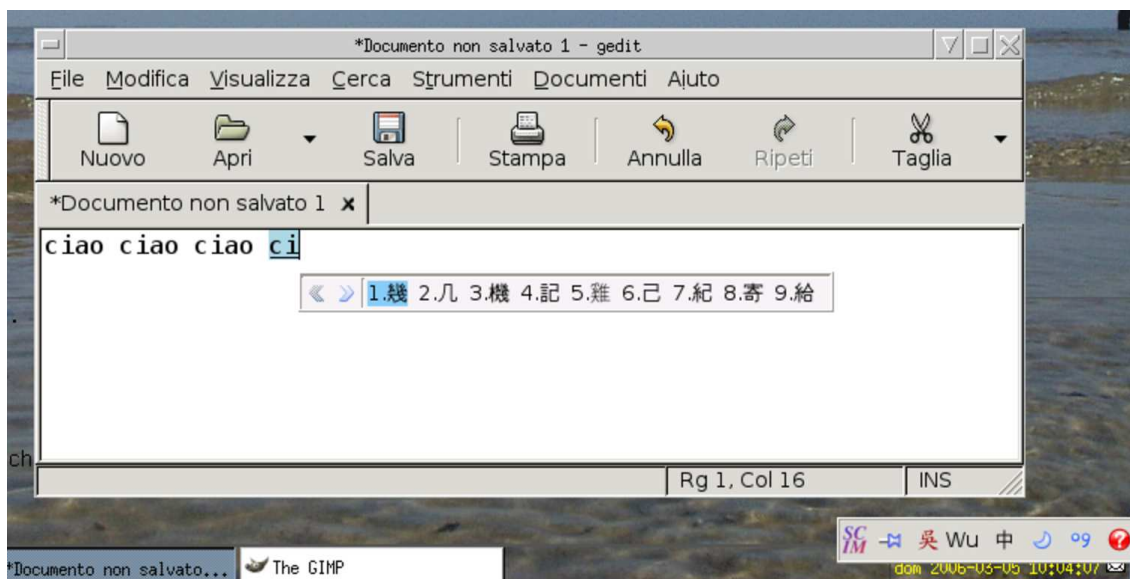 *Documento non salvato 1 - gedit
File Modifica Visualizza Cerca Strumenti Documenti Aiuto
Nuovo Apri Salva Stampa Annulla Ripeti Taglia
*Documento non salvato 1
ciao ciao ciao ci
1.幾 2.几 3.機 4.記 5.雞 6.己 7.紀 8.寄 9.給
ch
Rg 1, Col 16 INS
SCIM 吳 Wu 中
*Documento non salvato... The GIMP
dom 2006-03-05 10:04:07